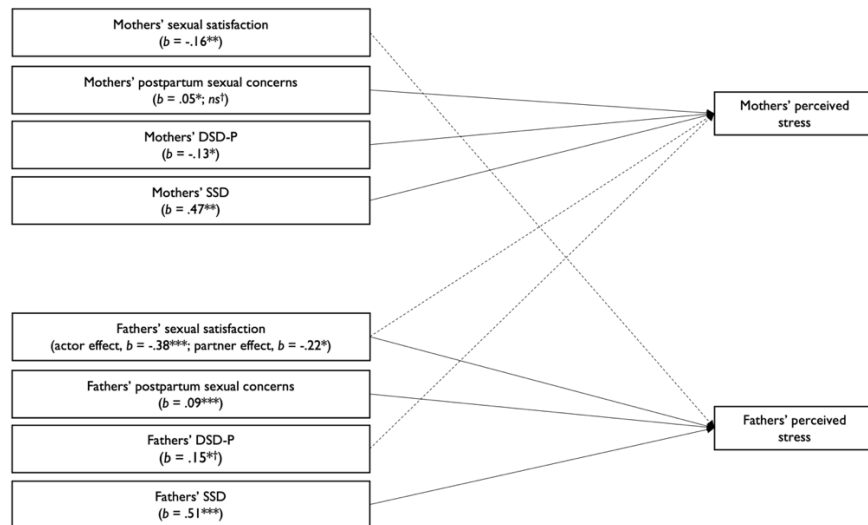 Mothers' sexual satisfaction
(b = -.16**)
Mothers' postpartum sexual concerns
(b = .05*; ns†)
Mothers' DSD-P
(b = -.13*)
Mothers' SSD
(b = .47**)
Mothers' perceived
stress
Fathers' sexual satisfaction
(actor effect, b = -.38***; partner effect, b = -.22*)
Fathers' postpartum sexual concerns
(b = .09***)
Fathers' DSD-P
(b = .15*†)
Fathers' SSD
(b = .51***)
Fathers' perceived
stress